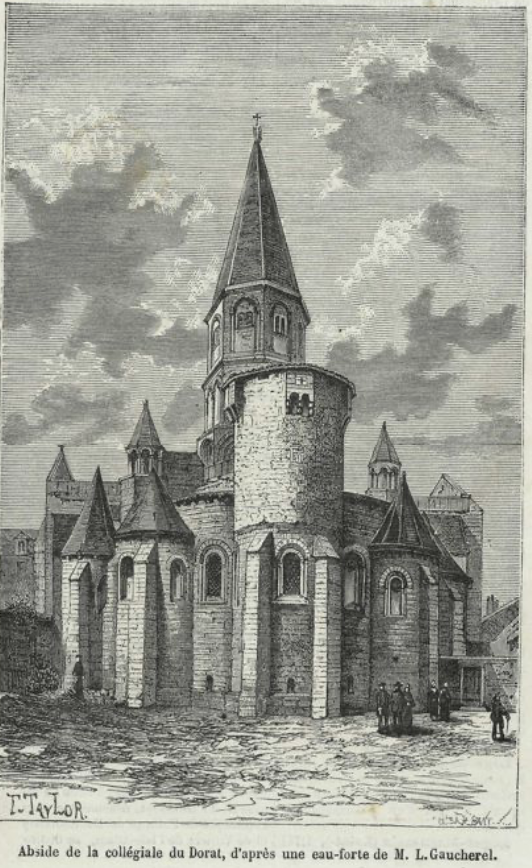 T. TAYLOR.
Abside de la collégiale du Dorat, d'après une eau-forte de M. L. Gaucherel.